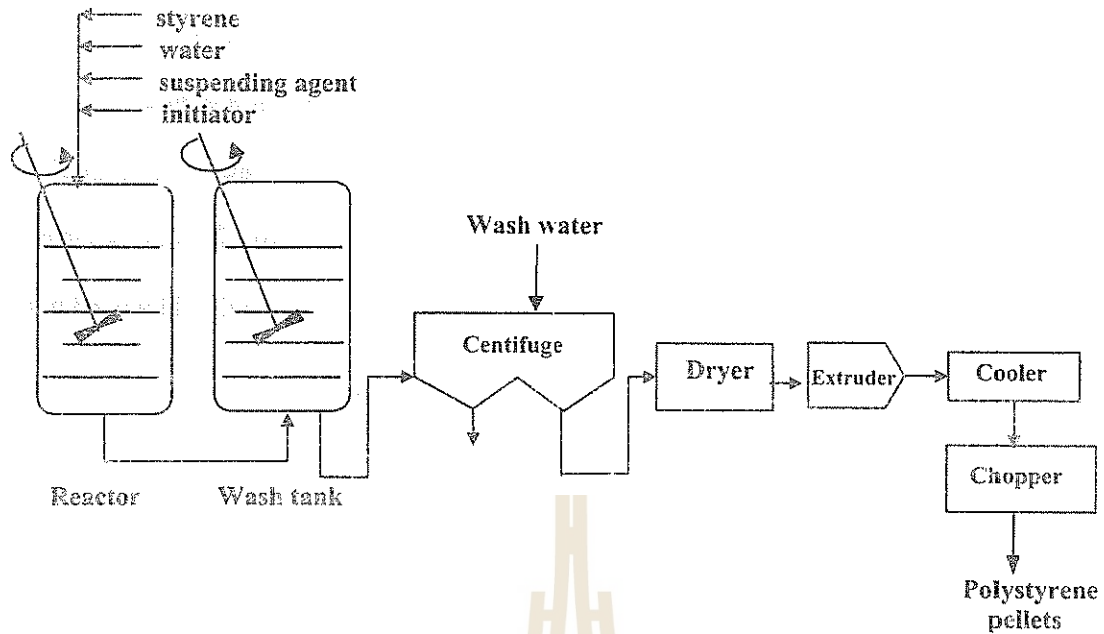 styrene
water
suspending agent
initiator
Wash water
Centifuge
Dryer
Extruder
Cooler
Chopper
Reactor
Wash tank
Polystyrene
pellets